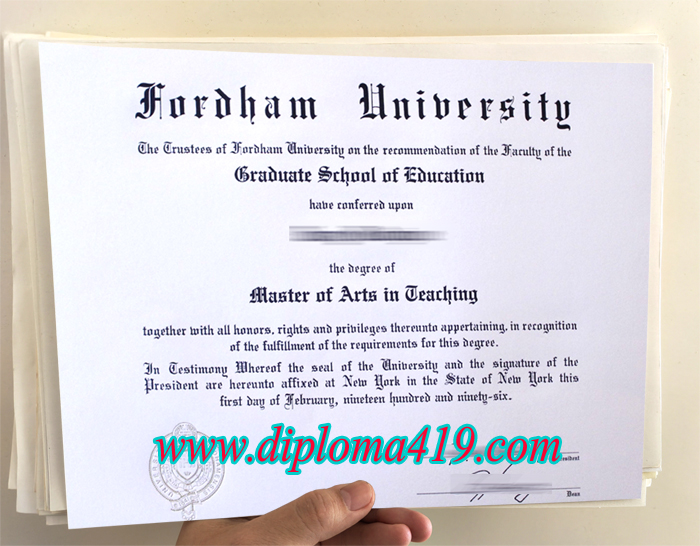 Fordham University
The Trustees of Fordham University on the recommendation of the Faculty of the
Graduate School of Education
have conferred upon
the degree of
Master of Arts in Teaching
together with all honors, rights and privileges thereunto appertaining, in recognition
of the fulfillment of the requirements for this degree.
In Testimony Whereof the seal of the University and the signature of the
President are hereunto affixed at New York in the State of New York this
first day of February, nineteen hundred and ninety-six.
www.diploma419.com
Dean